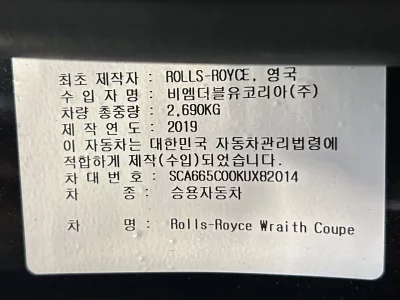 최초 제작자 : ROLLS-ROYCE, 영국
수 입 자 명 : 비엠더블유코리아(주)
차량 총중량 : 2,690KG
제 작 연 도 : 2019
이 자동차는 대한민국 자동차관리법령에
적합하게 제작(수입)되었습니다.
차 대 번 호 : SCA665C00KUX82014
차 종 : 승용자동차
차 명 : Rolls-Royce Wraith Coupe